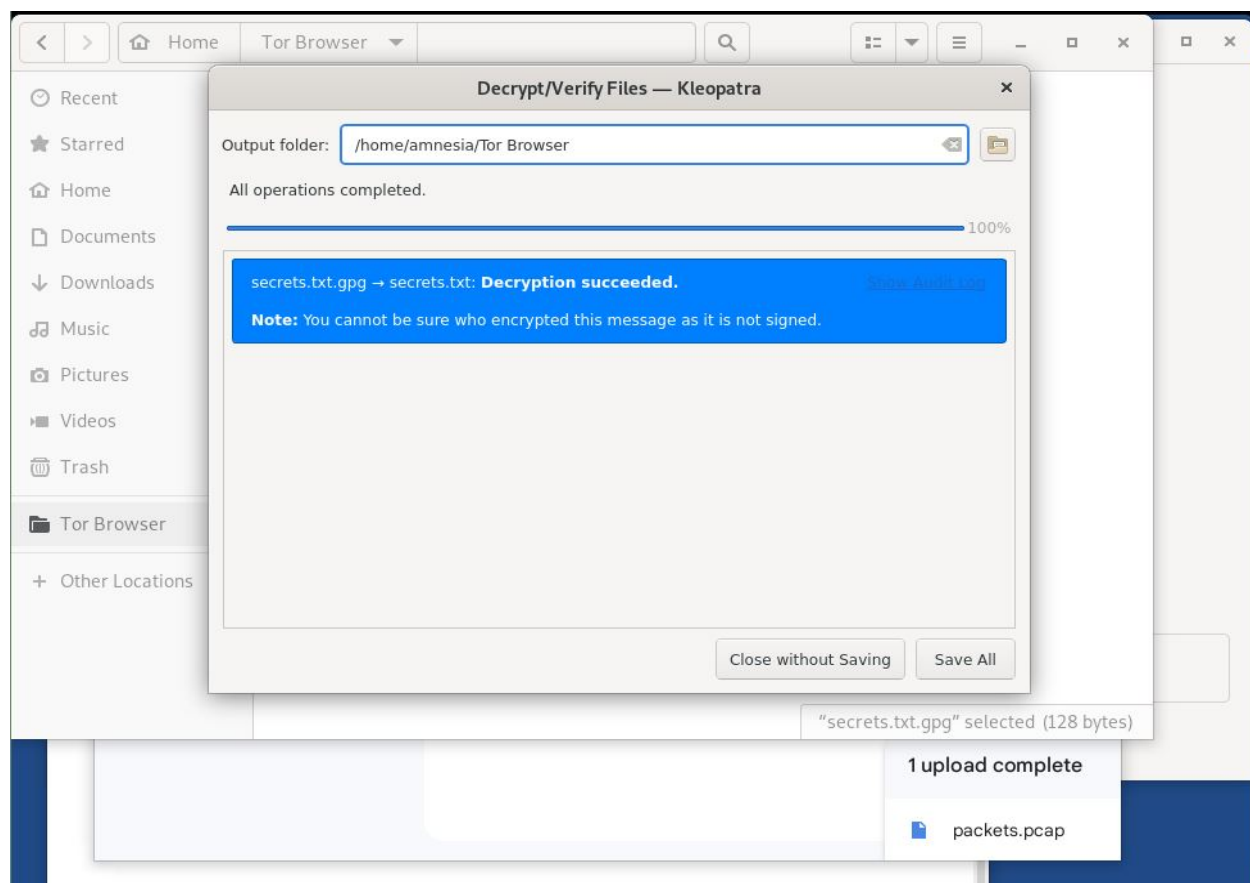 Home
Tor Browser
Recent
Starred
Home
Documents
Downloads
Music
Pictures
Videos
Trash
Tor Browser
Other Locations
Decrypt/Verify Files — Kleopatra
Output folder: /home/amnesia/Tor Browser
All operations completed.
100%
secrets.txt.gpg → secrets.txt: Decryption succeeded. Show Audit Log
Note: You cannot be sure who encrypted this message as it is not signed.
Close without Saving Save All
“secrets.txt.gpg” selected (128 bytes)
1 upload complete
packets.pcap